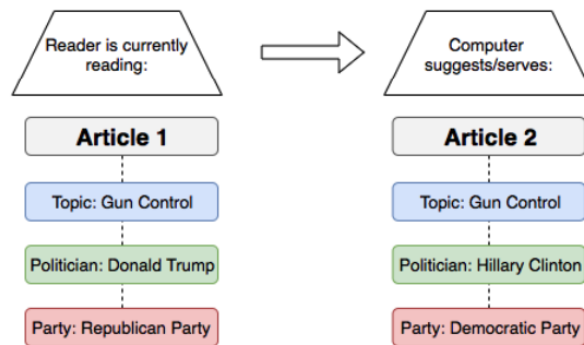 Reader is currently
reading:
Computer
suggests/serves:
Article 1
Article 2
Topic: Gun Control
Topic: Gun Control
Politician: Donald Trump
Politician: Hillary Clinton
Party: Republican Party
Party: Democratic Party